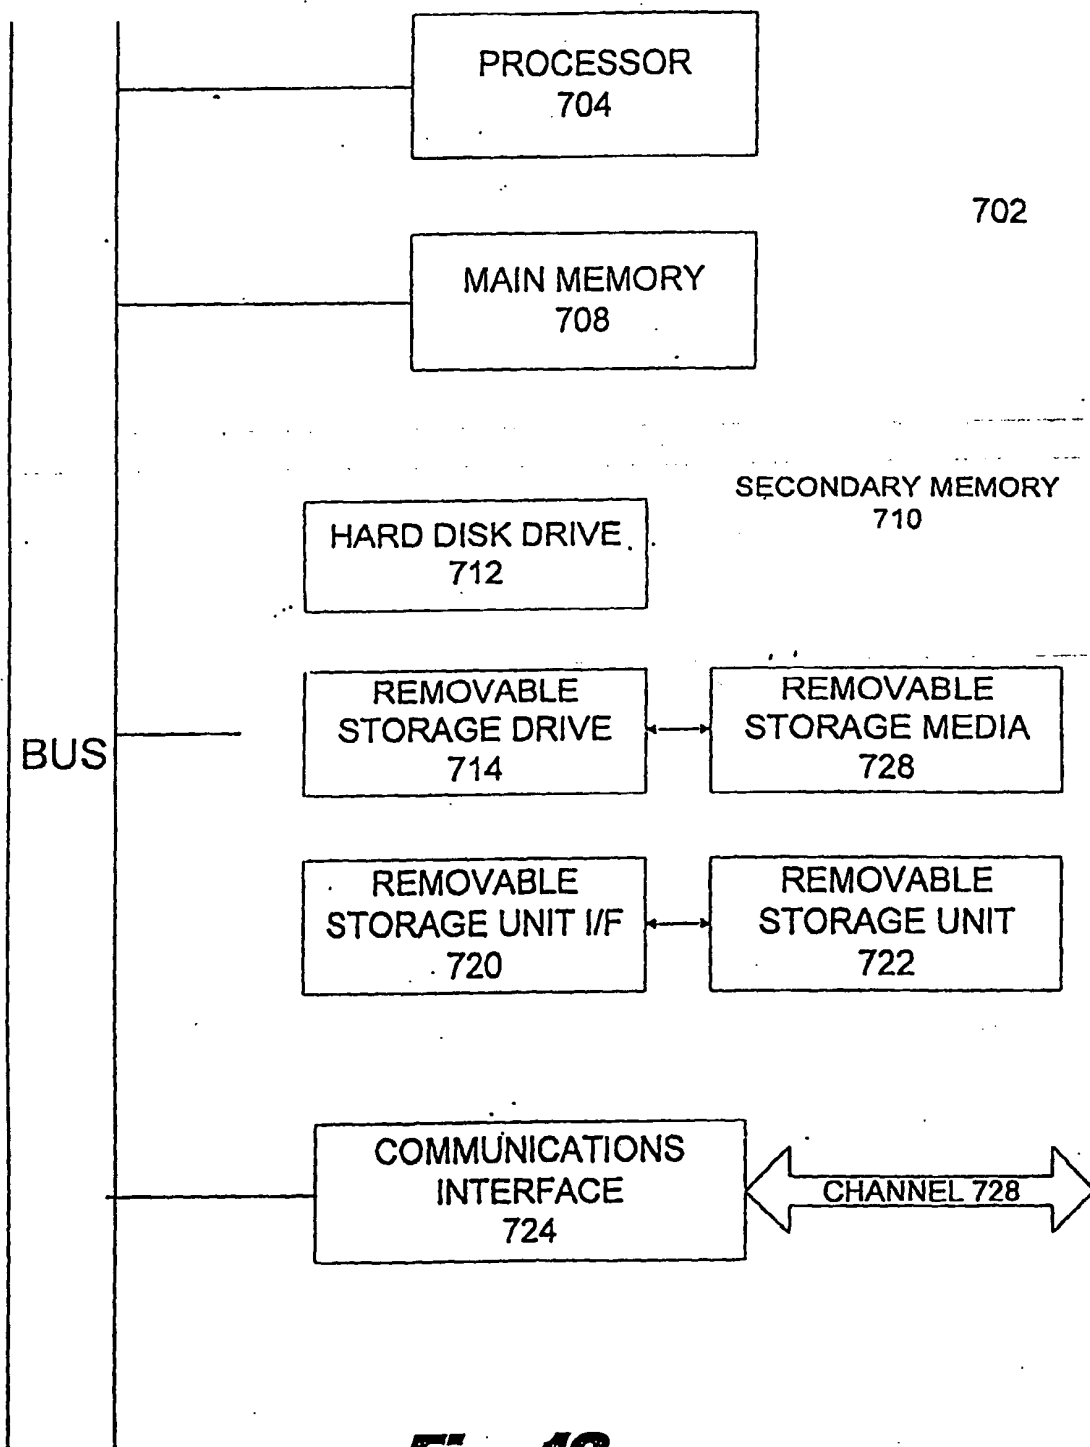 PROCESSOR
704
702
MAIN MEMORY
708
SECONDARY MEMORY
710
HARD DISK DRIVE
712
BUS
REMOVABLE
STORAGE DRIVE
714
REMOVABLE
STORAGE MEDIA
728
REMOVABLE
STORAGE UNIT I/F
720
REMOVABLE
STORAGE UNIT
722
COMMUNICATIONS
INTERFACE
724
CHANNEL 728